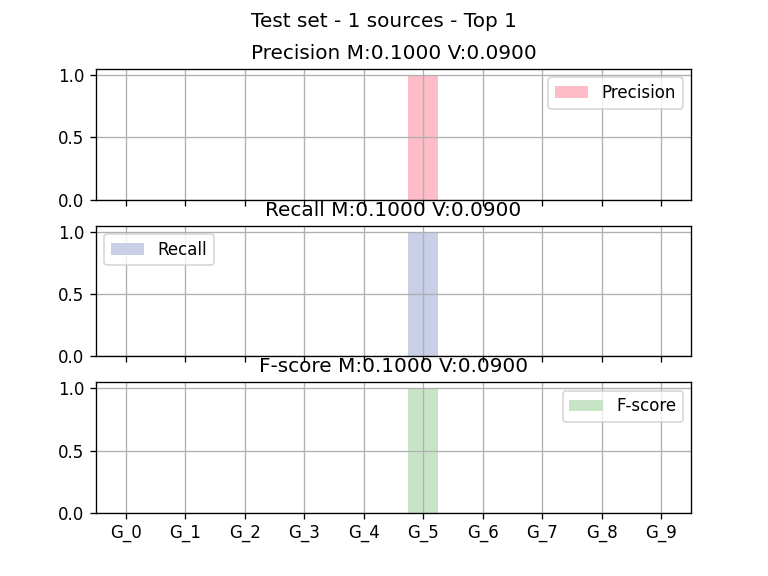 Test set - 1 sources - Top 1
Precision M:0.1000 V:0.0900
1.0
Precision
0.5
0.0
Recall M:0.1000 V:0.0900
1.0
Recall
0.5
0.0
F-score M:0.1000 V:0.0900
1.0
F-score
0.5
0.0
G_0 G_1 G_2 G_3 G_4 G_5 G_6 G_7 G_8 G_9